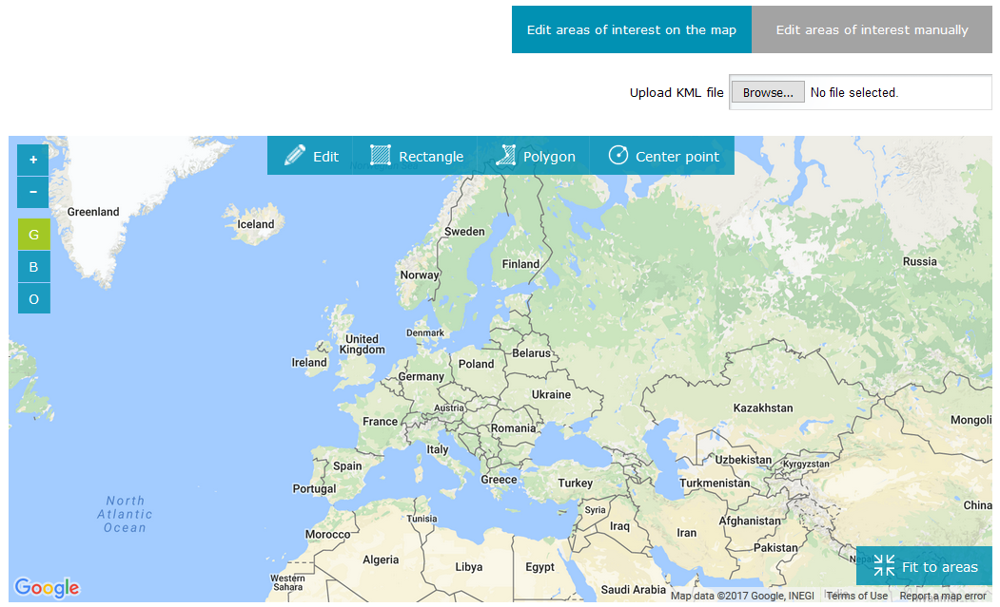 Edit areas of interest on the map
Edit areas of interest manually
Upload KML file
Browse...
No file selected.
+
−
G
B
O
Edit
Rectangle
Polygon
Center point
Greenland
Iceland
Sweden
Finland
Norway
Russia
Denmark
United
Kingdom
Ireland
Belarus
Poland
Germany
Ukraine
Austria
France
Romania
Kazakhstan
Mongoli
Italy
Spain
Portugal
Greece
Turkey
Uzbekistan
Kyrgyzstan
Turkmenistan
North
Atlantic
Ocean
Tunisia
Syria
Iraq
Iran
Afghanistan
China
Morocco
Algeria
Libya
Egypt
Pakistan
Western
Sahara
Saudi Arabia
Nep
Fit to areas
Google
Map data ©2017 Google, INEGI
Terms of Use
Report a map error